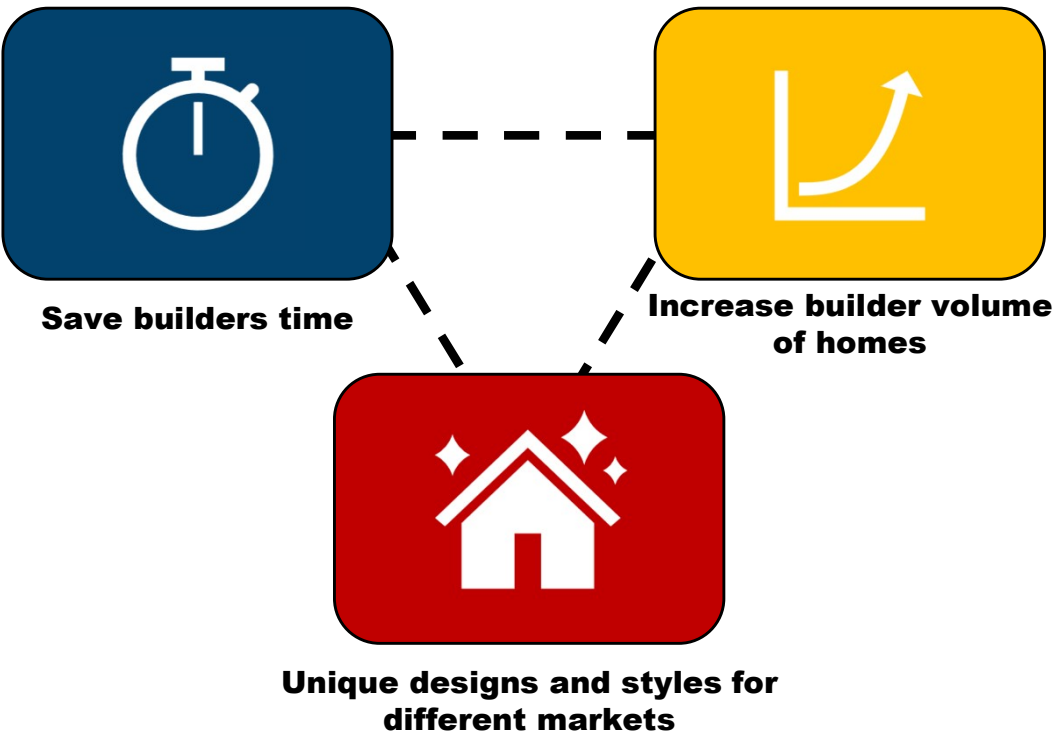 Save builders time
Increase builder volume
of homes
Unique designs and styles for
different markets